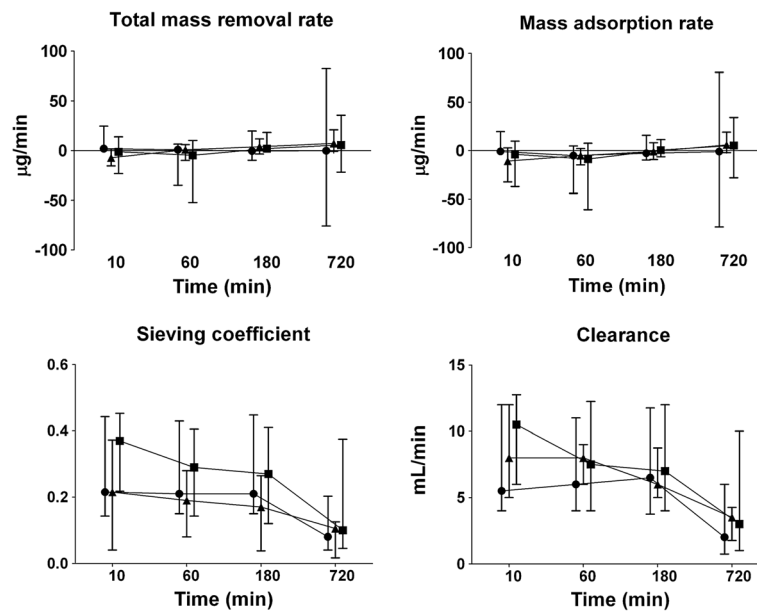 Total mass removal rate
100
50
0
-50
-100
µg/min
10 60 180 720
Time (min)
Mass adsorption rate
100
50
0
-50
-100
µg/min
10 60 180 720
Time (min)
Sieving coefficient
0.6
0.4
0.2
0.0
10 60 180 720
Time (min)
Clearance
15
10
5
0
mL/min
10 60 180 720
Time (min)